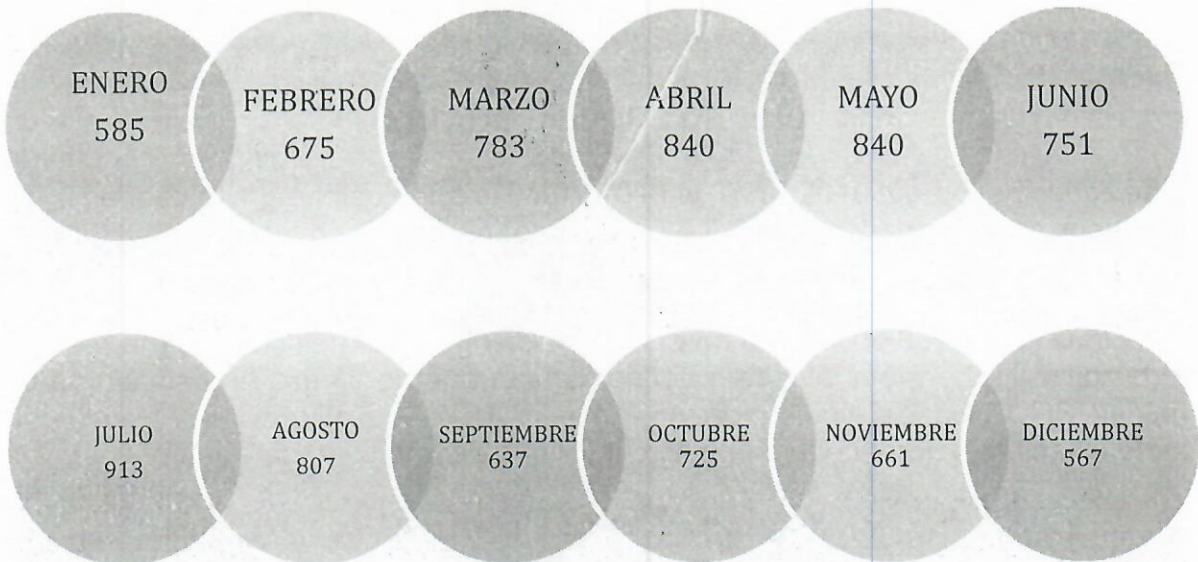 ENERO
585
FEBRERO
675
MARZO
783
ABRIL
840
MAYO
840
JUNIO
751
JULIO
913
AGOSTO
807
SEPTIEMBRE
637
OCTUBRE
725
NOVIEMBRE
661
DICIEMBRE
567